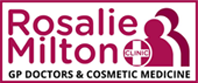 Rosalie
Milton
CLINIC
GP DOCTORS & COSMETIC MEDICINE